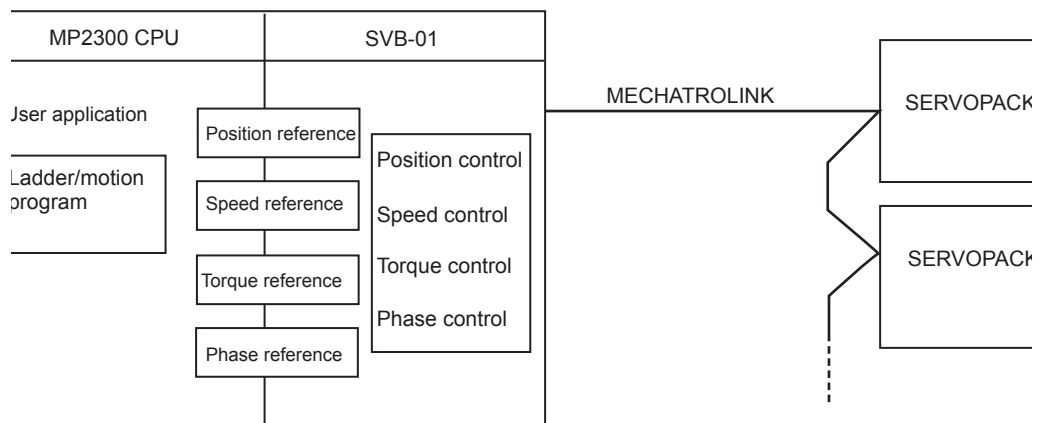 MP2300 CPU
SVB-01
User application
Ladder/motion
program
Position reference
Speed reference
Torque reference
Phase reference
Position control
Speed control
Torque control
Phase control
MECHATROLINK
SERVOPACK
SERVOPACK